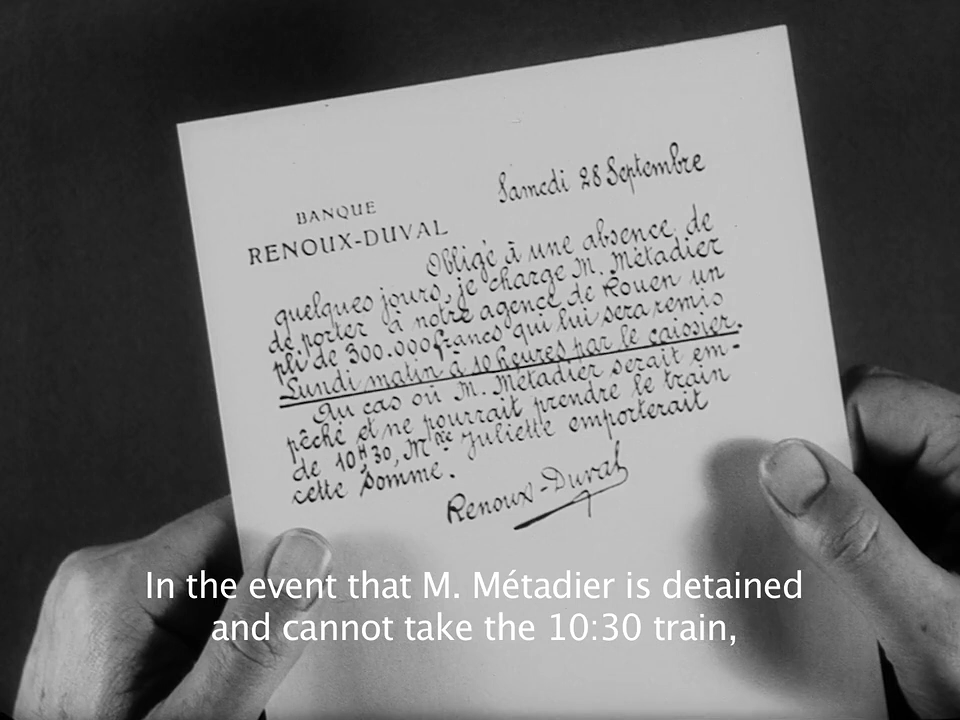 BANQUE
RENOUX-DUVAL
Samedi 28 Septembre
Obligé à une absence de
quelques jours, je charge M. Métadier
de porter à notre agence de Rouen un
pli de 300.000 francs qui lui sera remis
Lundi matin à 10 heures par le caissier.
Au cas où M. Métadier serait em-
pêché et ne pourrait prendre le train
de 10H30, Mlle Juliette emporterait
cette somme.
Renoux-Duval
In the event that M. Métadier is detained
and cannot take the 10:30 train,